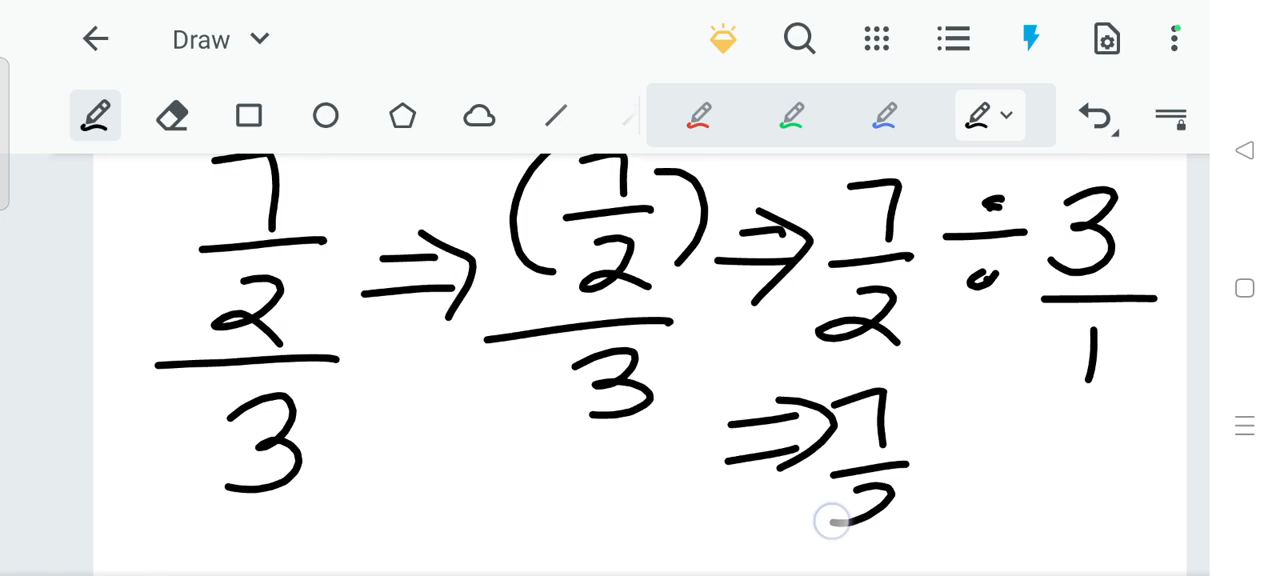 Draw
7/2/3 ⇒ (7/2)/3 ⇒ 7/2 ÷ 3/1
⇒ 7/2